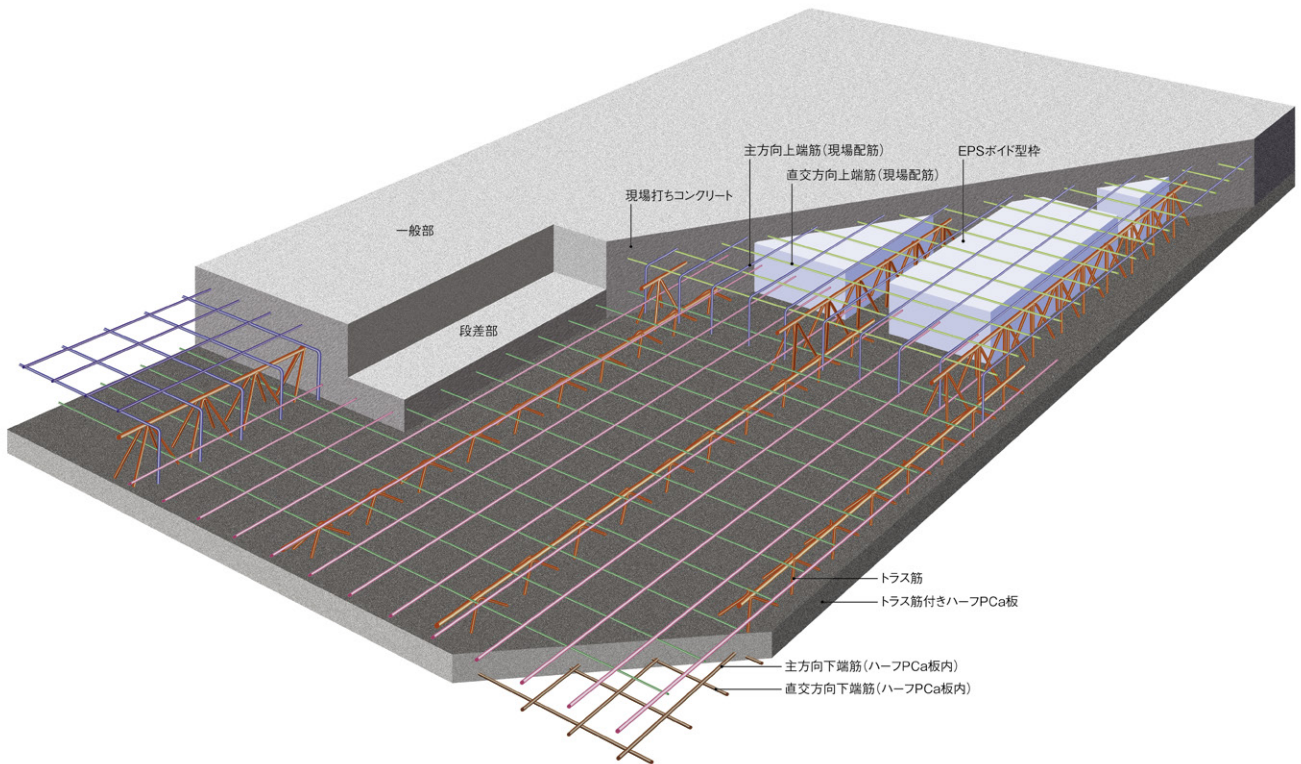 主方向上端筋(現場配筋)
EPSボイド型枠
直交方向上端筋(現場配筋)
現場打ちコンクリート
一般部
段差部
トラス筋
トラス筋付きハーフPCa板
主方向下端筋(ハーフPCa板内)
直交方向下端筋(ハーフPCa板内)